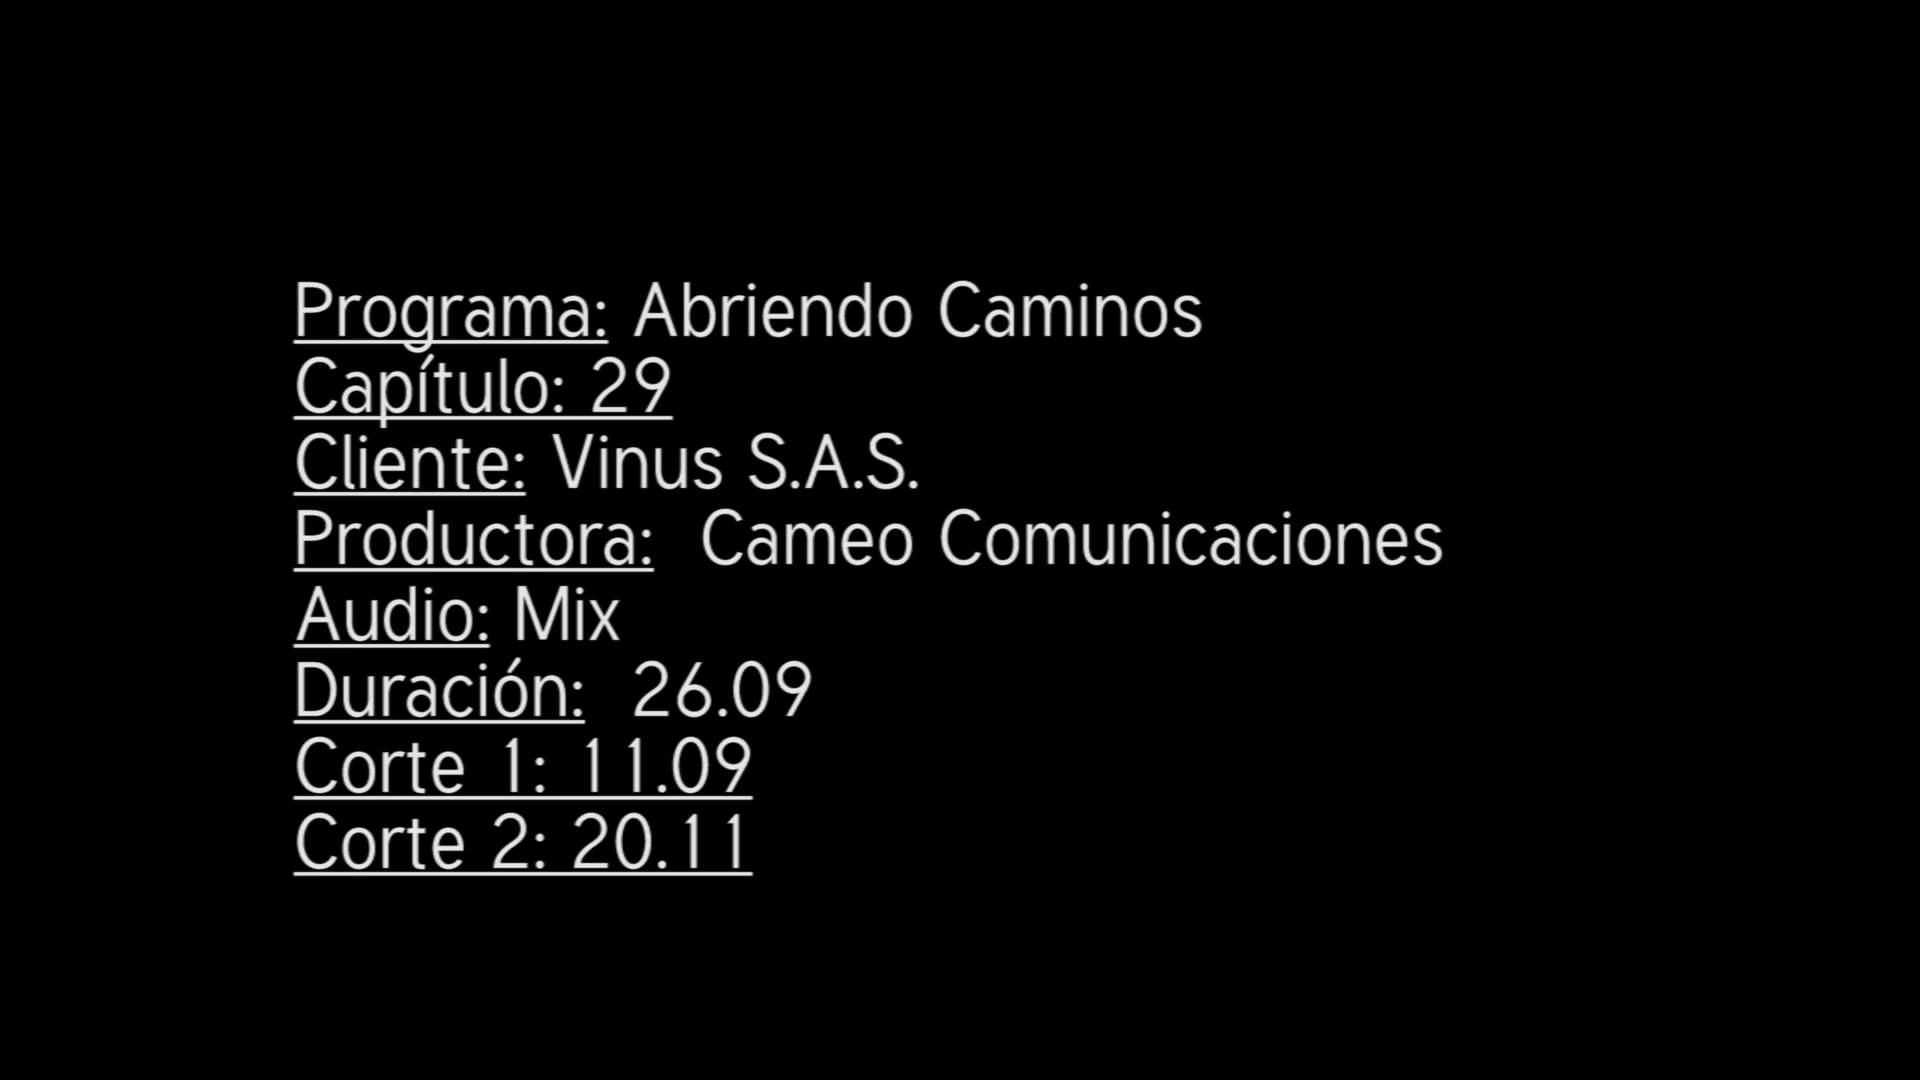 Programa: Abriendo Caminos
Capítulo: 29
Cliente: Vinus S.A.S.
Productora:  Cameo Comunicaciones
Audio: Mix
Duración:  26.09
Corte 1: 11.09
Corte 2: 20.11